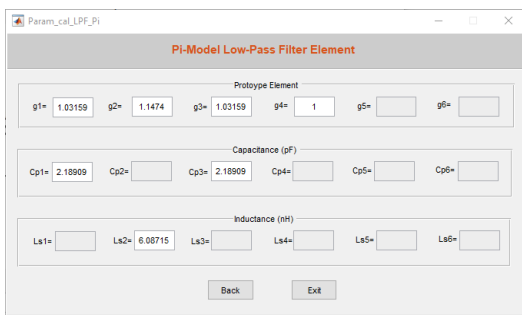 Param_cal_LPF_Pi
Pi-Model Low-Pass Filter Element
Protoype Element
g1= 1.03159 g2= 1.1474 g3= 1.03159 g4= 1 g5= g6=
Capacitance (pF)
Cp1= 2.18909 Cp2= Cp3= 2.18909 Cp4= Cp5= Cp6=
Inductance (nH)
Ls1= Ls2= 6.08715 Ls3= Ls4= Ls5= Ls6=
Back Exit